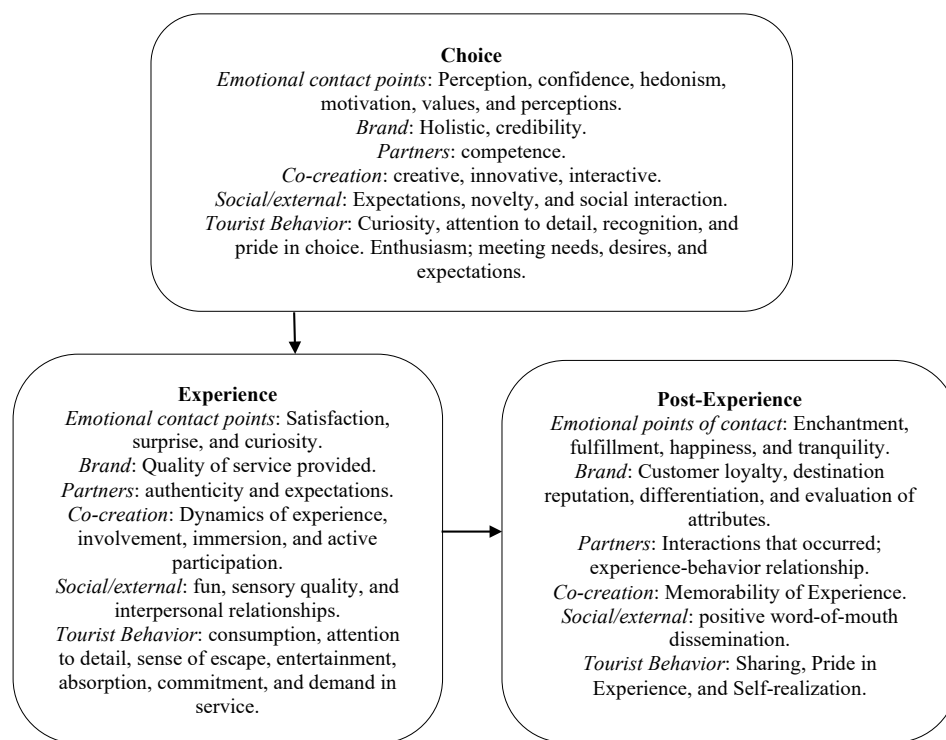 Choice
Emotional contact points: Perception, confidence, hedonism,
motivation, values, and perceptions.
Brand: Holistic, credibility.
Partners: competence.
Co-creation: creative, innovative, interactive.
Social/external: Expectations, novelty, and social interaction.
Tourist Behavior: Curiosity, attention to detail, recognition, and
pride in choice. Enthusiasm; meeting needs, desires, and
expectations.
Experience
Emotional contact points: Satisfaction,
surprise, and curiosity.
Brand: Quality of service provided.
Partners: authenticity and expectations.
Co-creation: Dynamics of experience,
involvement, immersion, and active
participation.
Social/external: fun, sensory quality, and
interpersonal relationships.
Tourist Behavior: consumption, attention
to detail, sense of escape, entertainment,
absorption, commitment, and demand in
service.
Post-Experience
Emotional points of contact: Enchantment,
fulfillment, happiness, and tranquility.
Brand: Customer loyalty, destination
reputation, differentiation, and evaluation of
attributes.
Partners: Interactions that occurred;
experience-behavior relationship.
Co-creation: Memorability of Experience.
Social/external: positive word-of-mouth
dissemination.
Tourist Behavior: Sharing, Pride in
Experience, and Self-realization.